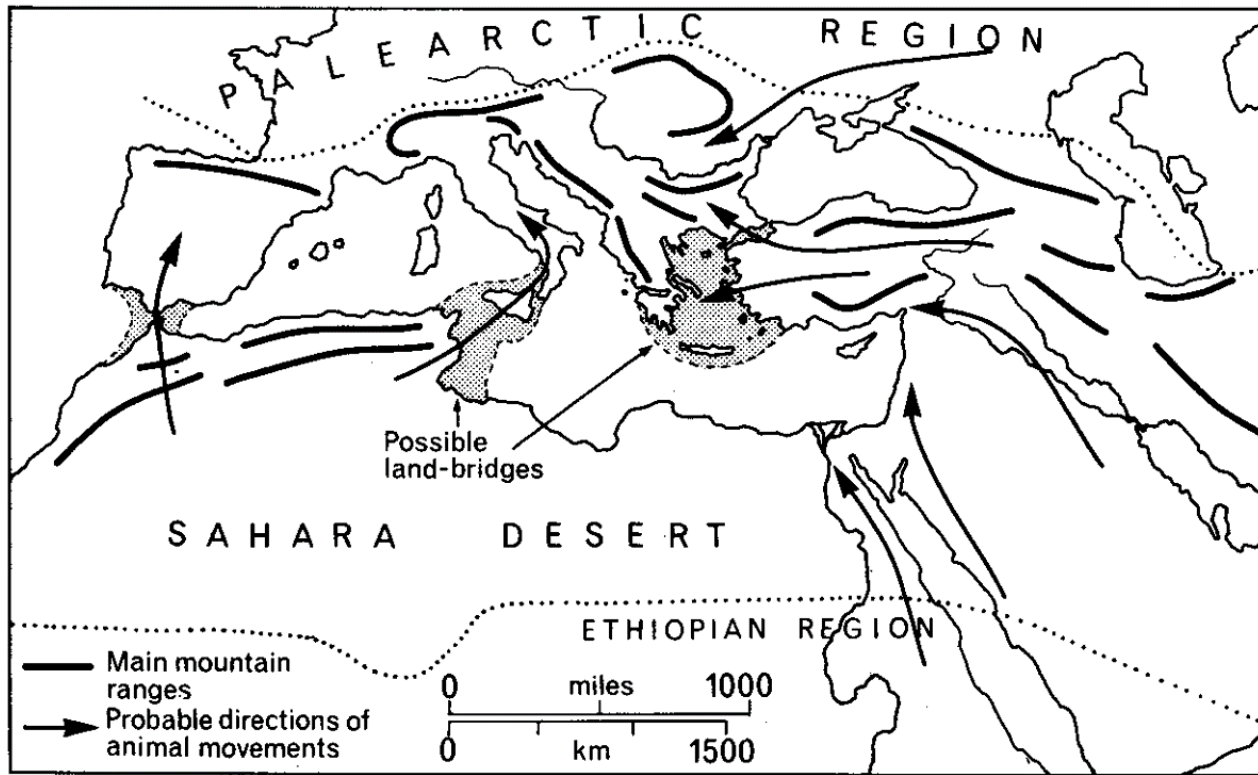 PALEARCTIC REGION
Possible
land-bridges
SAHARA DESERT
ETHIOPIAN REGION
Main mountain
ranges
Probable directions of
animal movements
0 miles 1000
0 km 1500